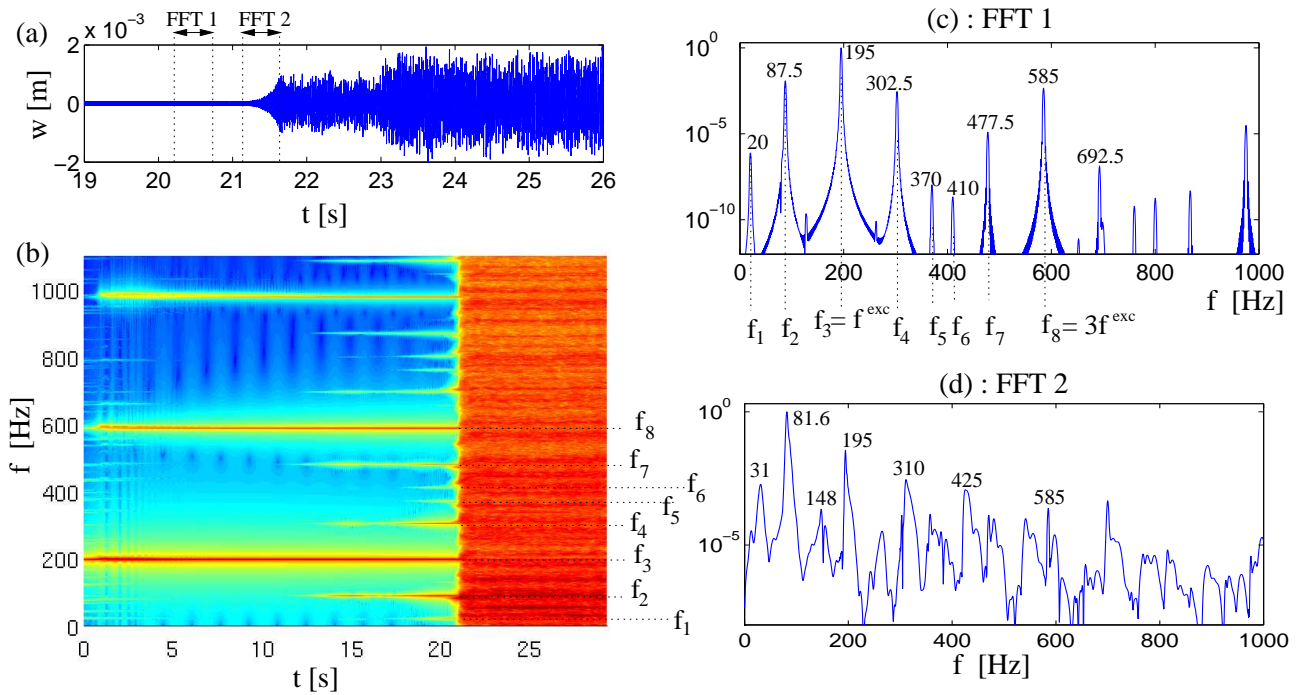 (a)
× 10⁻³
FFT 1
FFT 2
2
0
−2
w [m]
19
20
21
22
23
24
25
26
t [s]
(b)
1000
800
600
400
200
0
f [Hz]
0
5
10
15
20
25
t [s]
f₈
f₇
f₆
f₅
f₄
f₃
f₂
f₁
(c) : FFT 1
10⁰
10⁻⁵
10⁻¹⁰
20
87.5
195
302.5
370
410
477.5
585
692.5
0
200
400
600
800
1000
f [Hz]
f₁
f₂
f₃= f ᵉˣᶜ
f₄
f₅
f₆
f₇
f₈= 3f ᵉˣᶜ
(d) : FFT 2
10⁰
10⁻⁵
31
81.6
148
195
310
425
585
0
200
400
600
800
1000
f [Hz]